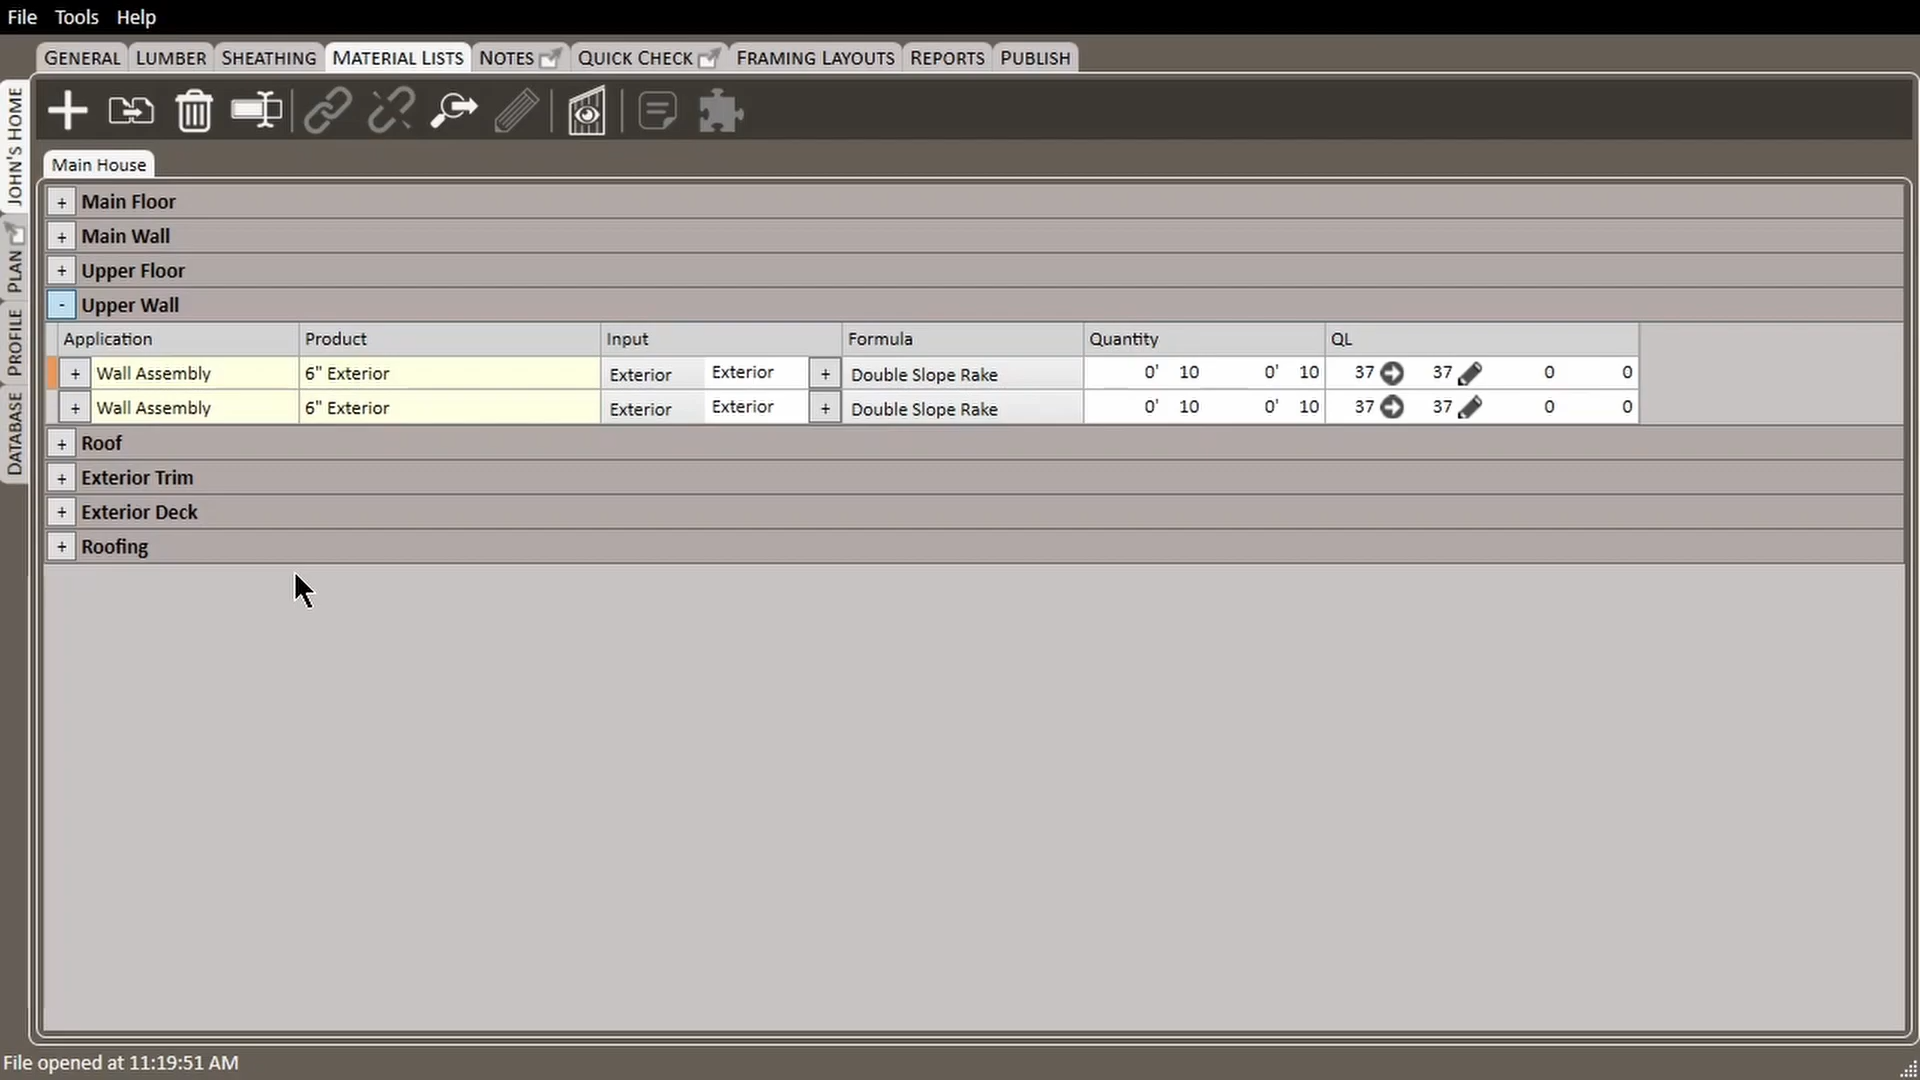 File Tools Help
GENERAL LUMBER SHEATHING MATERIAL LISTS NOTES QUICK CHECK FRAMING LAYOUTS REPORTS PUBLISH
JOHN'S HOME
PLAN
PROFILE
DATABASE
Main House
+ Main Floor
+ Main Wall
+ Upper Floor
- Upper Wall
Application Product Input Formula Quantity QL
+ Wall Assembly 6" Exterior Exterior Exterior + Double Slope Rake 0' 10 0' 10 37 37 0 0
+ Wall Assembly 6" Exterior Exterior Exterior + Double Slope Rake 0' 10 0' 10 37 37 0 0
+ Roof
+ Exterior Trim
+ Exterior Deck
+ Roofing
File opened at 11:19:51 AM